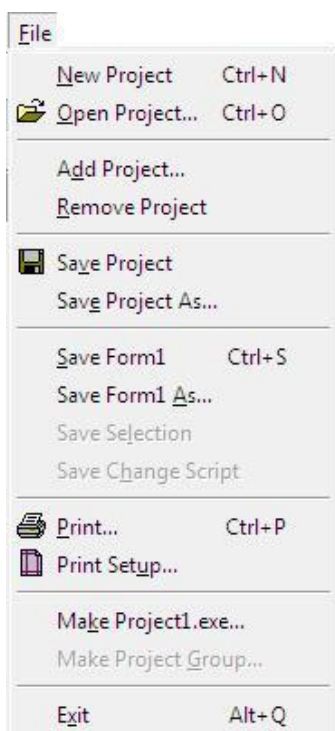 File
New Project Ctrl+N
Open Project... Ctrl+O
Add Project...
Remove Project
Save Project
Save Project As...
Save Form1 Ctrl+S
Save Form1 As...
Save Selection
Save Change Script
Print... Ctrl+P
Print Setup...
Make Project1.exe...
Make Project Group...
Exit Alt+Q